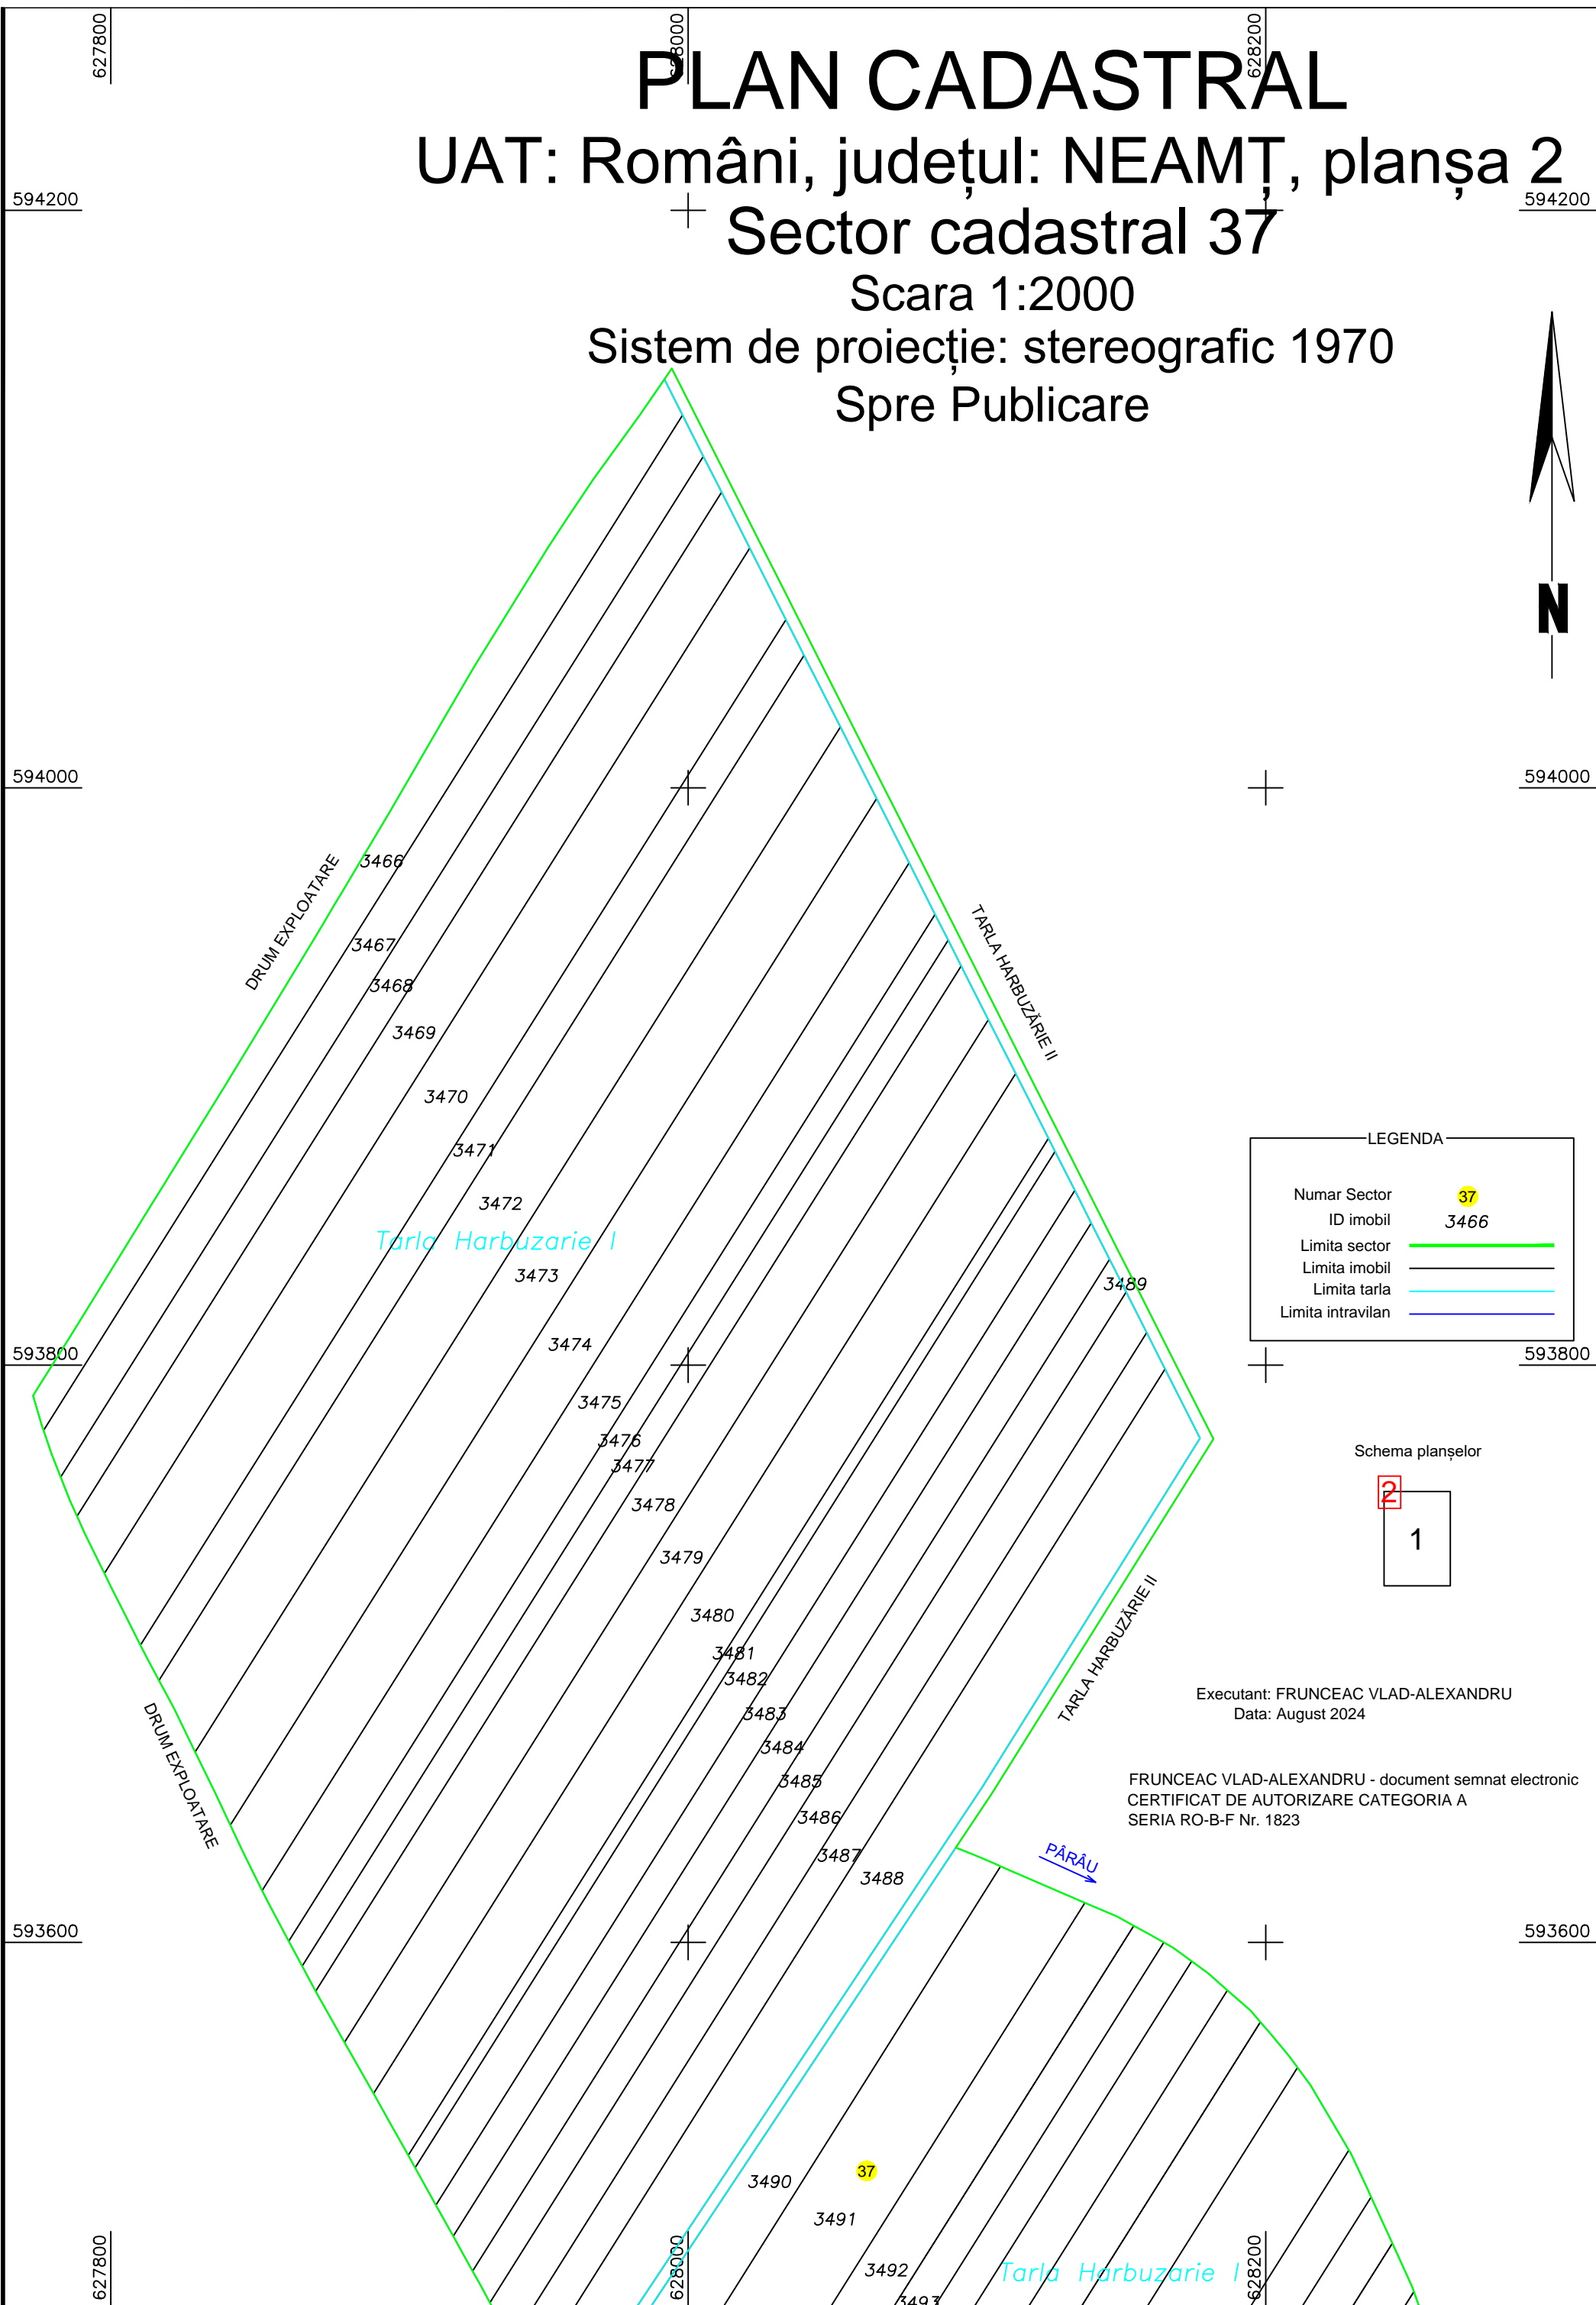 627800
628000
628200
PLAN CADASTRAL
UAT: Români, județul: NEAMȚ, planșa 2
594200
594200
Sector cadastral 37
Scara 1:2000
Sistem de proiecție: stereografic 1970
Spre Publicare
N
594000
594000
DRUM EXPLOATARE
3466
3467
3468
3469
3470
3471
3472
Tarla Harbuzarie I
3473
3474
3475
3476
3477
3478
3479
3480
3481
3482
3483
3484
3485
3486
3487
3488
3489
TARLA HARBUZĂRIE II
LEGENDA
Numar Sector 37
ID imobil 3466
Limita sector
Limita imobil
Limita tarla
Limita intravilan
593800
593800
Schema planșelor
2
1
TARLA HARBUZĂRIE II
DRUM EXPLOATARE
Executant: FRUNCEAC VLAD-ALEXANDRU
Data: August 2024
FRUNCEAC VLAD-ALEXANDRU - document semnat electronic
CERTIFICAT DE AUTORIZARE CATEGORIA A
SERIA RO-B-F Nr. 1823
PÂRÂU
593600
593600
37
3490
3491
3492
3493
Tarla Harbuzarie I
627800
628000
628200